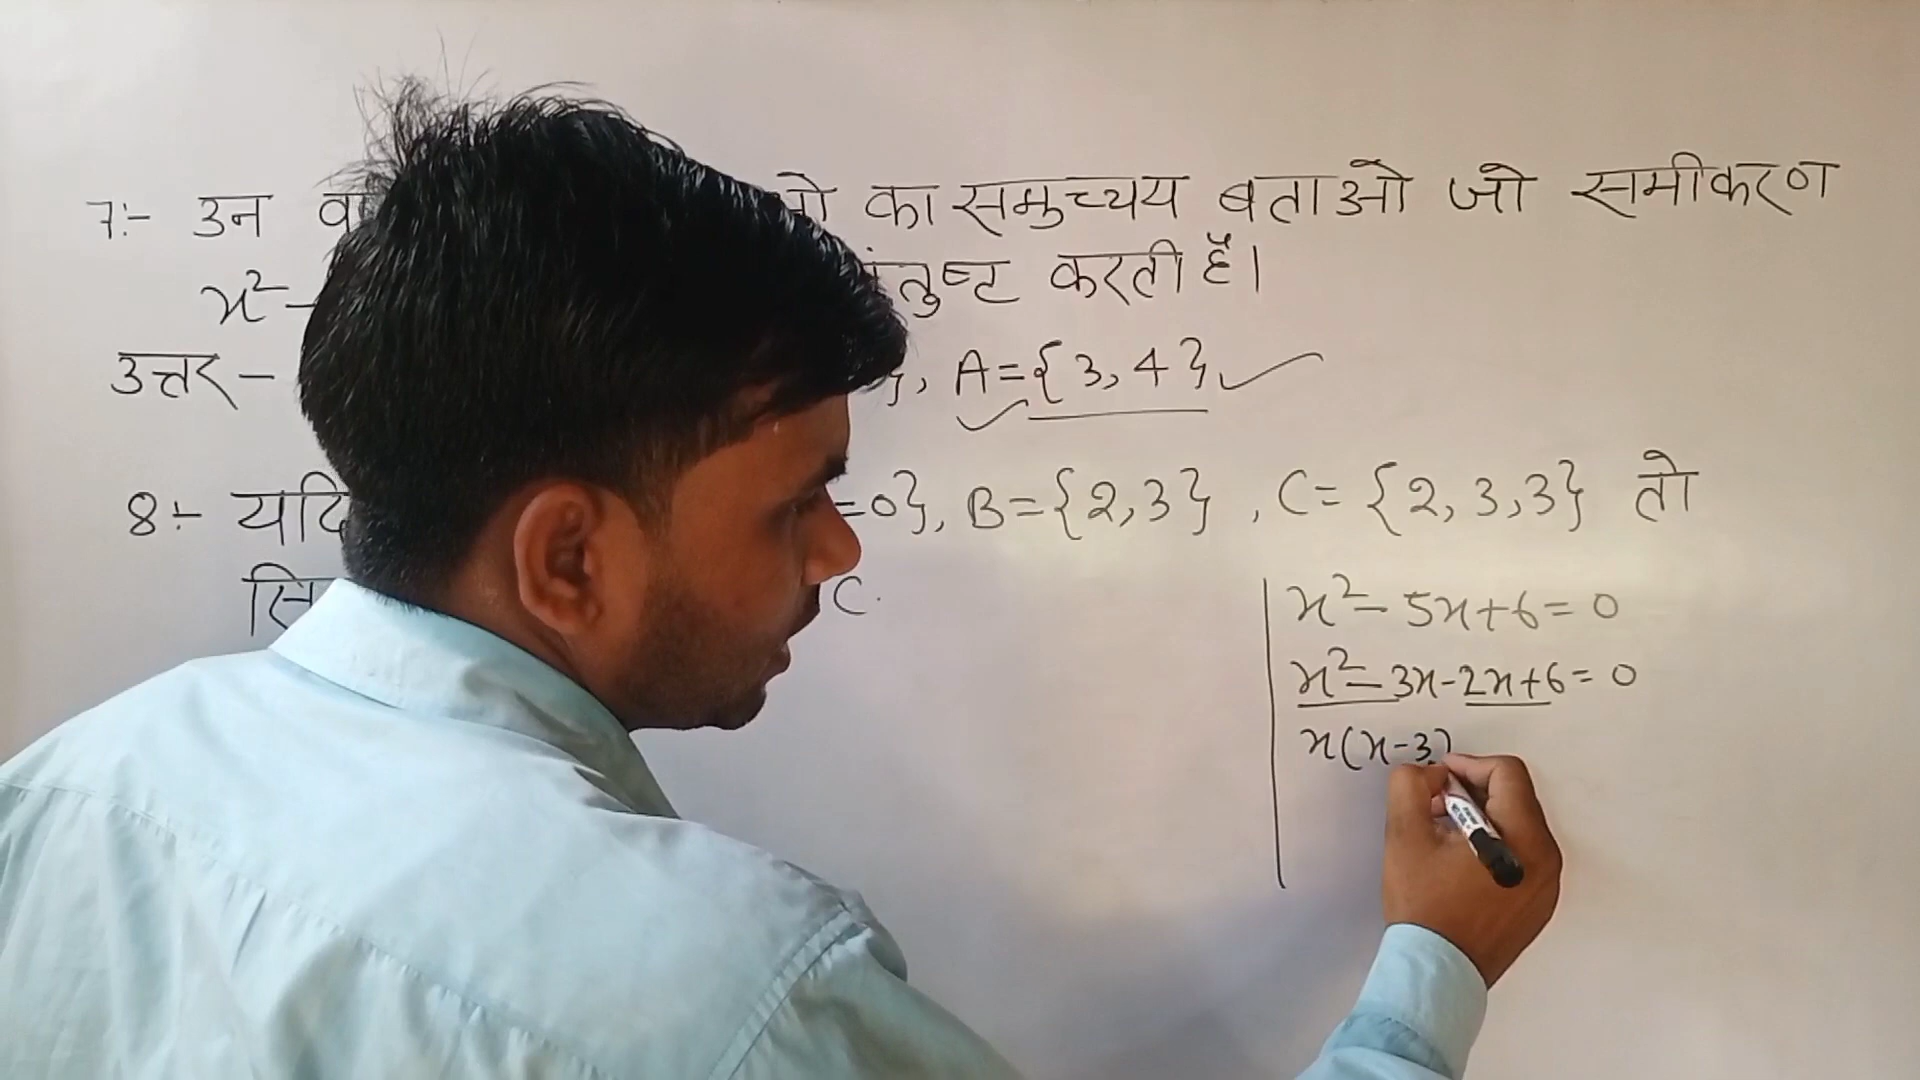 7:- उन का समुच्चय बताओ जो समीकरण
x²- करती है।
उत्तर- }, A={3, 4}
8:- यदि =0}, B={2,3} , C= {2, 3,3} तो
C.
x²- 5x+6=0
x²-3x-2x+6=0
x(x-3)